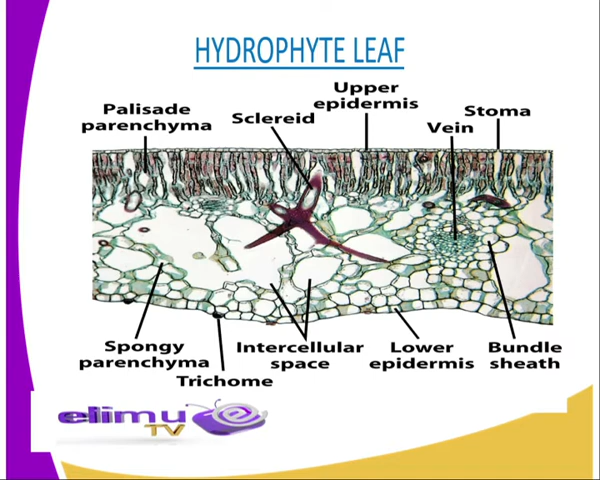 HYDROPHYTE LEAF
Palisade
parenchyma
Sclereid
Upper
epidermis
Vein
Stoma
Spongy
parenchyma
Trichome
Intercellular
space
Lower
epidermis
Bundle
sheath
elimu
TV